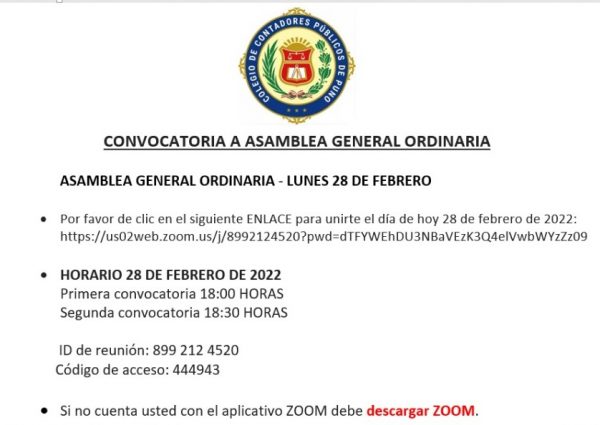 COLEGIO DE CONTADORES PÚBLICOS DE PUNO
CONVOCATORIA A ASAMBLEA GENERAL ORDINARIA
ASAMBLEA GENERAL ORDINARIA - LUNES 28 DE FEBRERO
• Por favor de clic en el siguiente ENLACE para unirte el día de hoy 28 de febrero de 2022:
https://us02web.zoom.us/j/8992124520?pwd=dTFYWEhDU3NBaVEzK3Q4elVwbWYzZz09
• HORARIO 28 DE FEBRERO DE 2022
Primera convocatoria 18:00 HORAS
Segunda convocatoria 18:30 HORAS
ID de reunión: 899 212 4520
Código de acceso: 444943
• Si no cuenta usted con el aplicativo ZOOM debe descargar ZOOM.